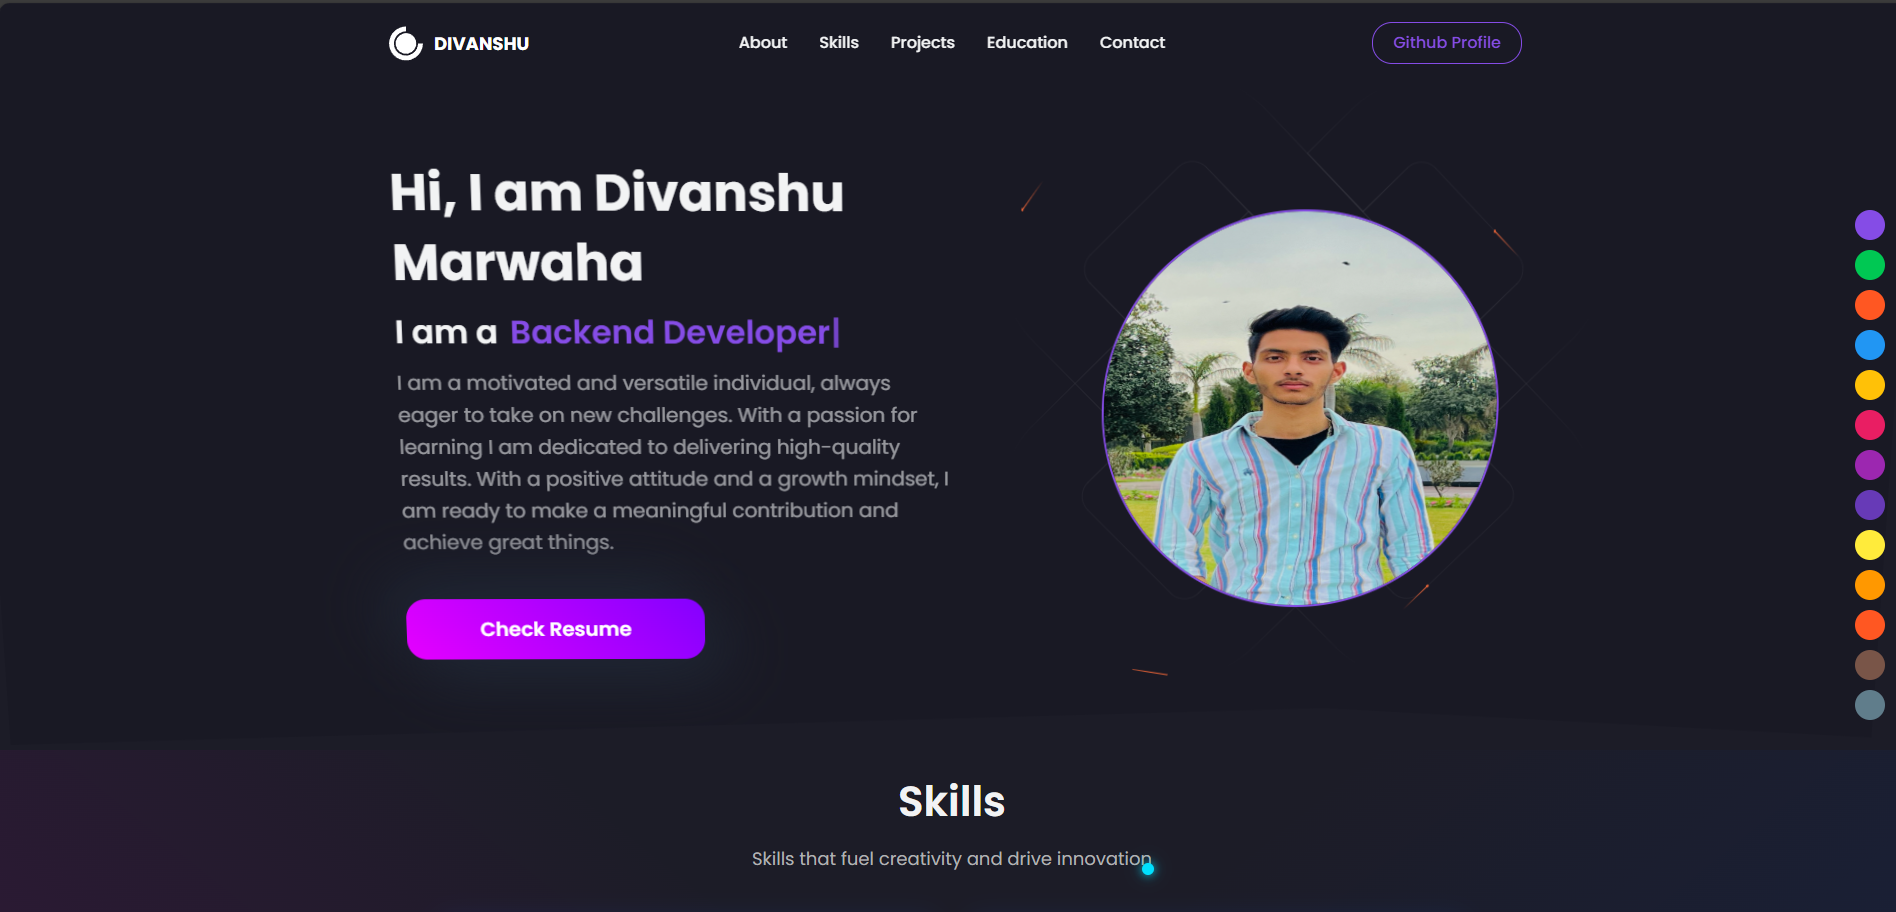 DIVANSHU
About
Skills
Projects
Education
Contact
Github Profile
Hi, I am Divanshu
Marwaha
I am a Backend Developer|
I am a motivated and versatile individual, always
eager to take on new challenges. With a passion for
learning I am dedicated to delivering high-quality
results. With a positive attitude and a growth mindset, I
am ready to make a meaningful contribution and
achieve great things.
Check Resume
Skills
Skills that fuel creativity and drive innovation